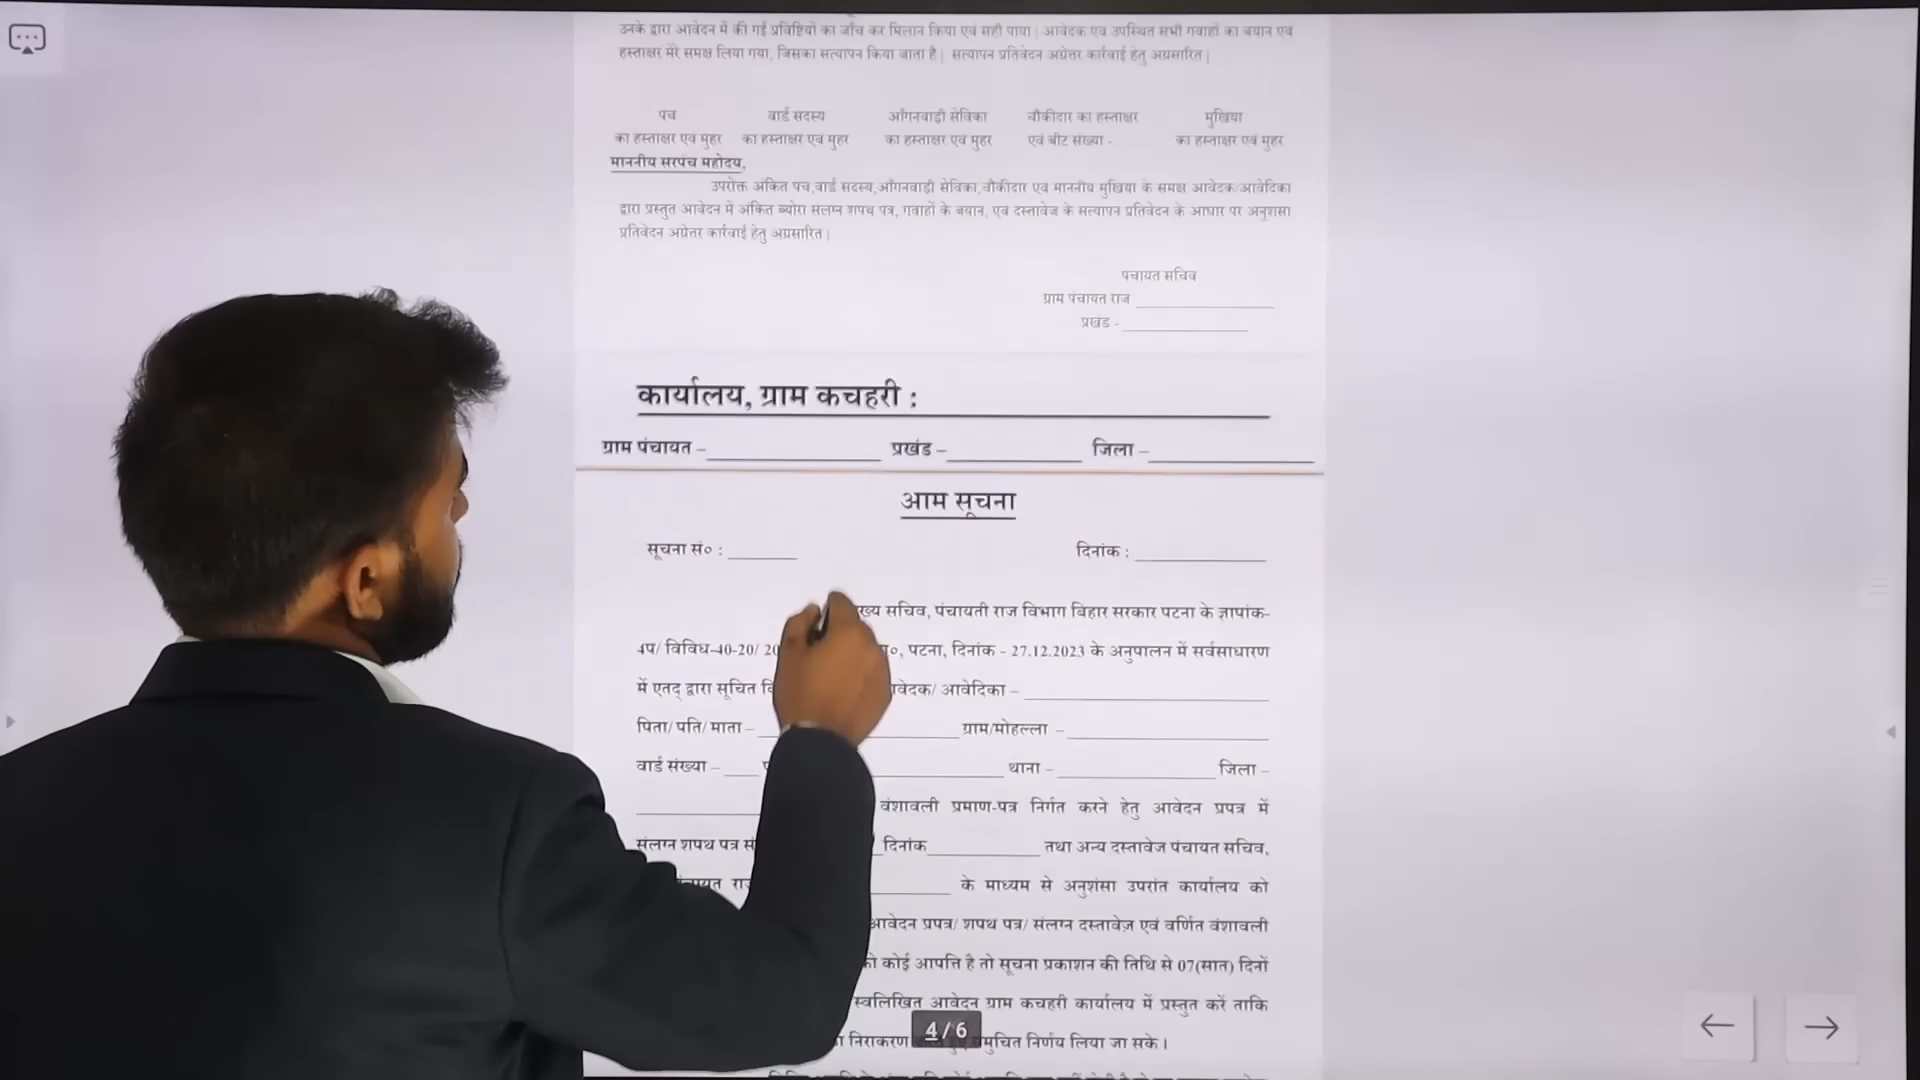 उनके द्वारा आवेदन में की गई प्रविष्टियों का जाँच कर मिलान किया एवं सही पाया। आवेदक एवं उपस्थित सभी गवाहों का बयान एवं
हस्ताक्षर मेरे समक्ष लिया गया, जिसका सत्यापन किया जाता है। सत्यापन प्रतिवेदन अग्रेत्तर कार्रवाई हेतु अग्रसारित।
पंच वार्ड सदस्य आँगनवाड़ी सेविका चौकीदार का हस्ताक्षर मुखिया
का हस्ताक्षर एवं मुहर का हस्ताक्षर एवं मुहर का हस्ताक्षर एवं मुहर एवं बीट संख्या - का हस्ताक्षर एवं मुहर
माननीय सरपंच महोदय,
उपरोक्त अंकित पंच,वार्ड सदस्य,आँगनवाड़ी सेविका,चौकीदार एवं माननीय मुखिया के समक्ष आवेदक/आवेदिका
द्वारा प्रस्तुत आवेदन में अंकित ब्योरा संलग्न शपथ पत्र, गवाहों के बयान, एवं दस्तावेज के सत्यापन प्रतिवेदन के आधार पर अनुशंसा
प्रतिवेदन अग्रेत्तर कार्रवाई हेतु अग्रसारित।
पंचायत सचिव
ग्राम पंचायत राज
प्रखंड -
कार्यालय, ग्राम कचहरी :
ग्राम पंचायत – प्रखंड – जिला –
आम सूचना
सूचना सं० : दिनांक :
सचिव, पंचायती राज विभाग बिहार सरकार पटना के ज्ञापांक-
4प/ विविध-40-20/ पटना, दिनांक - 27.12.2023 के अनुपालन में सर्वसाधारण
में एतद् द्वारा सूचित आवेदिका –
पिता/ पति/ माता – ग्राम/मोहल्ला –
वार्ड संख्या – थाना – जिला –
वंशावली प्रमाण-पत्र निर्गत करने हेतु आवेदन प्रपत्र में
संलग्न शपथ पत्र दिनांक तथा अन्य दस्तावेज पंचायत सचिव,
के माध्यम से अनुशंसा उपरांत कार्यालय को
आवेदन प्रपत्र/ शपथ पत्र/ संलग्न दस्तावेज़ एवं वर्णित वंशावली
कोई आपत्ति है तो सूचना प्रकाशन की तिथि से 07(सात) दिनों
स्वलिखित आवेदन ग्राम कचहरी कार्यालय में प्रस्तुत करें ताकि
निराकरण समुचित निर्णय लिया जा सके।
4 / 6